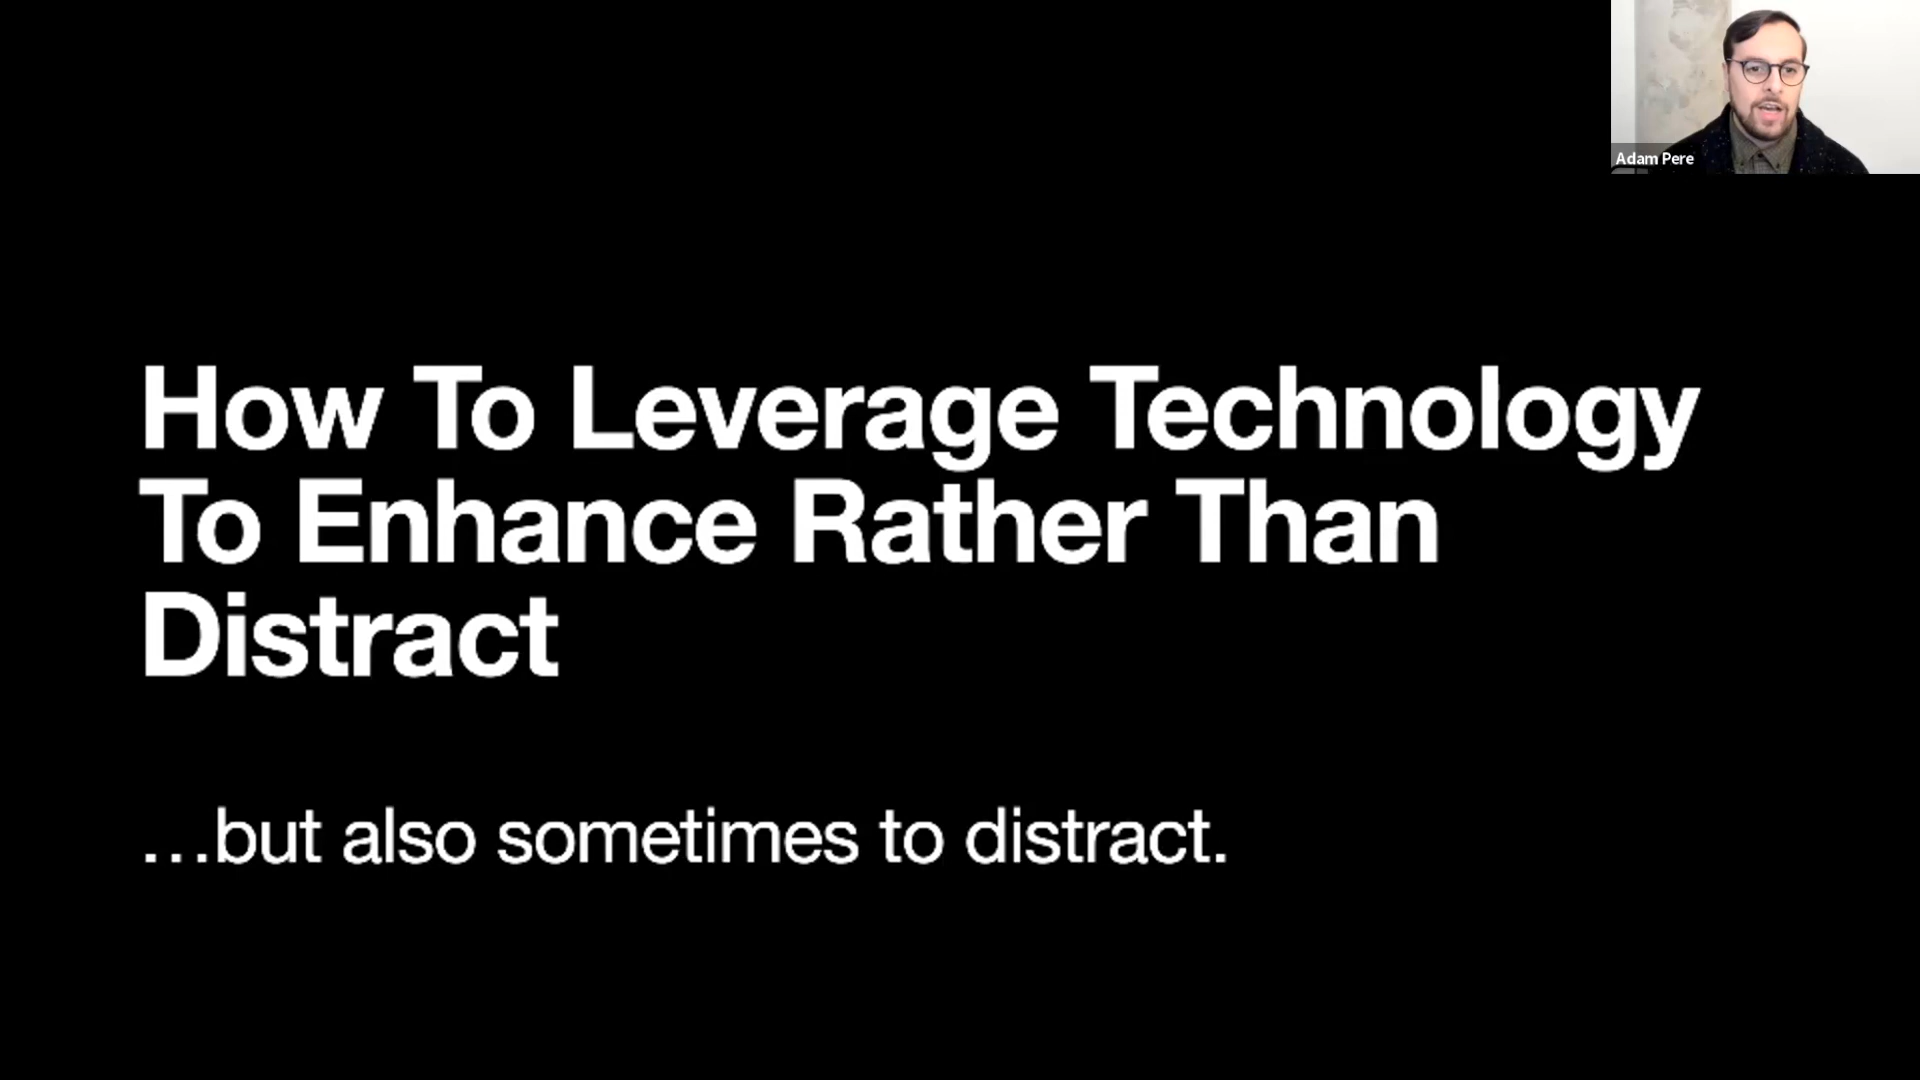 Adam Pere
How To Leverage Technology
To Enhance Rather Than
Distract
…but also sometimes to distract.